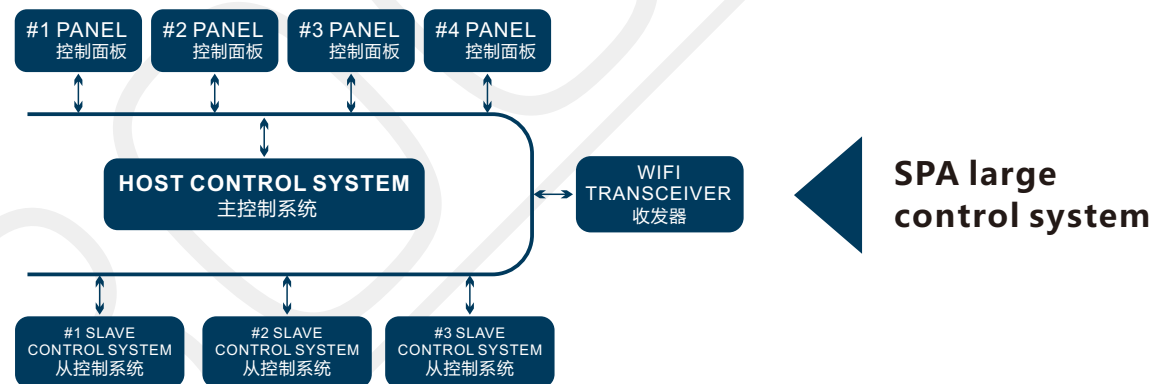 #1 PANEL
控制面板
#2 PANEL
控制面板
#3 PANEL
控制面板
#4 PANEL
控制面板
HOST CONTROL SYSTEM
主控制系统
WIFI
TRANSCEIVER
收发器
SPA large
control system
#1 SLAVE
CONTROL SYSTEM
从控制系统
#2 SLAVE
CONTROL SYSTEM
从控制系统
#3 SLAVE
CONTROL SYSTEM
从控制系统